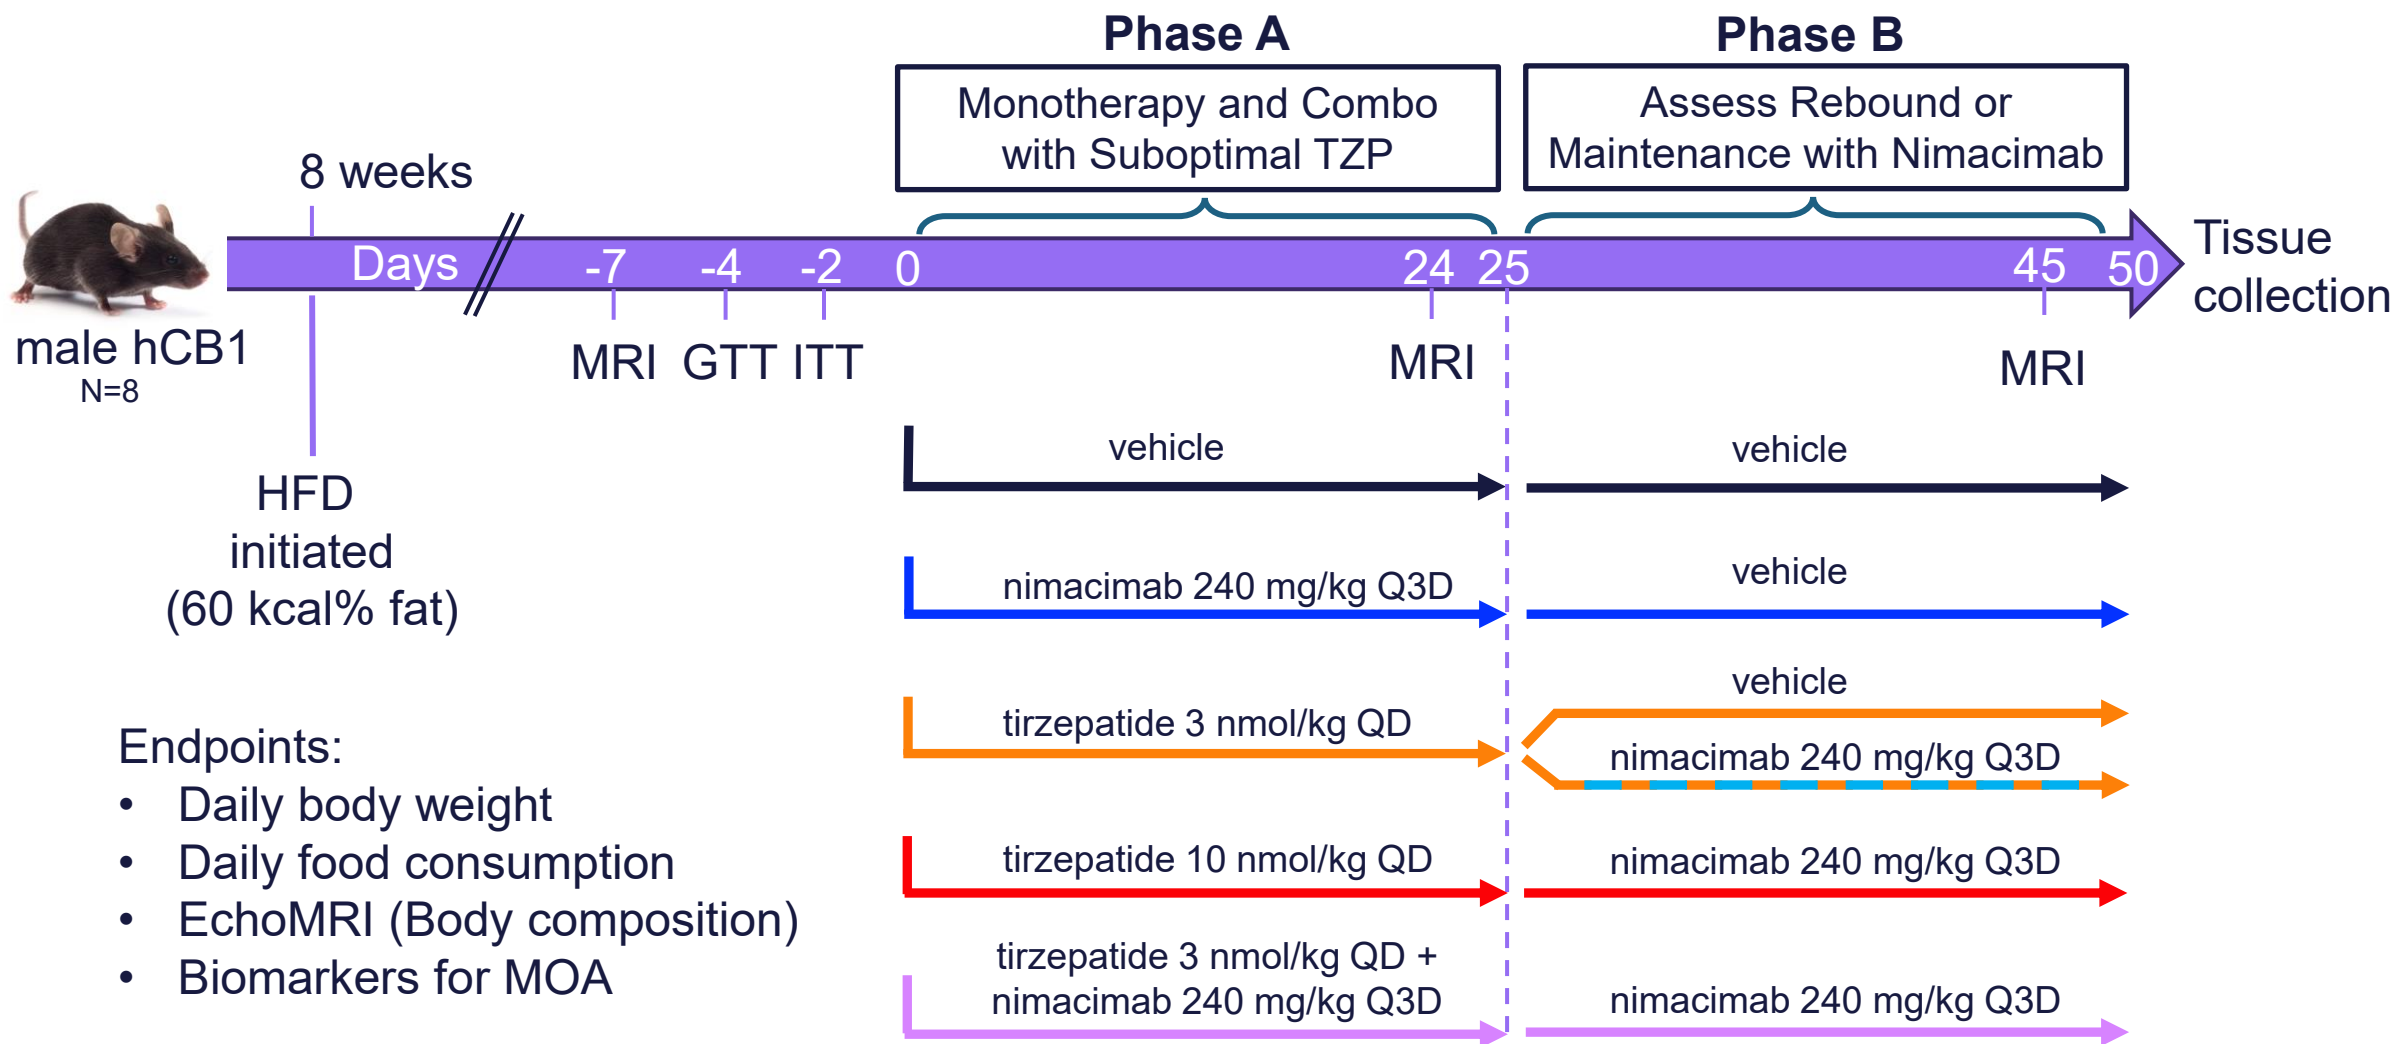 Phase A
Phase B
Monotherapy and Combo
with Suboptimal TZP
Assess Rebound or
Maintenance with Nimacimab
8 weeks
Days
-7
-4
-2
0
24
25
45
50
Tissue
collection
male hCB1
N=8
MRI
GTT
ITT
MRI
MRI
HFD
initiated
(60 kcal% fat)
vehicle
vehicle
nimacimab 240 mg/kg Q3D
vehicle
tirzepatide 3 nmol/kg QD
vehicle
nimacimab 240 mg/kg Q3D
tirzepatide 10 nmol/kg QD
nimacimab 240 mg/kg Q3D
tirzepatide 3 nmol/kg QD +
nimacimab 240 mg/kg Q3D
nimacimab 240 mg/kg Q3D
Endpoints:
• Daily body weight
• Daily food consumption
• EchoMRI (Body composition)
• Biomarkers for MOA